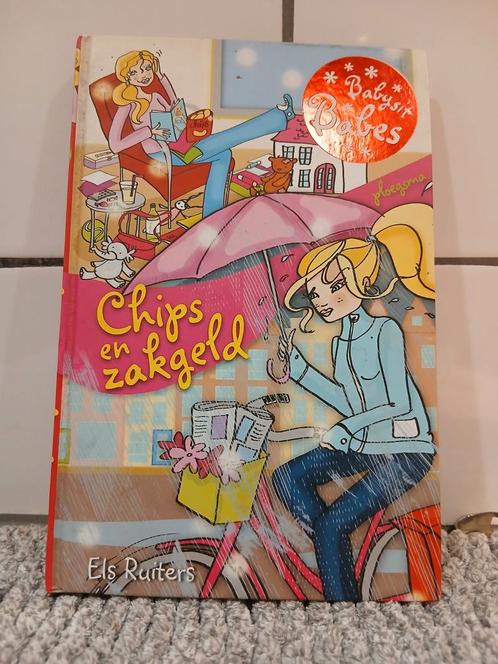 Babysit
Babes
ploegsma
Chips
en
zakgeld
Els Ruiters